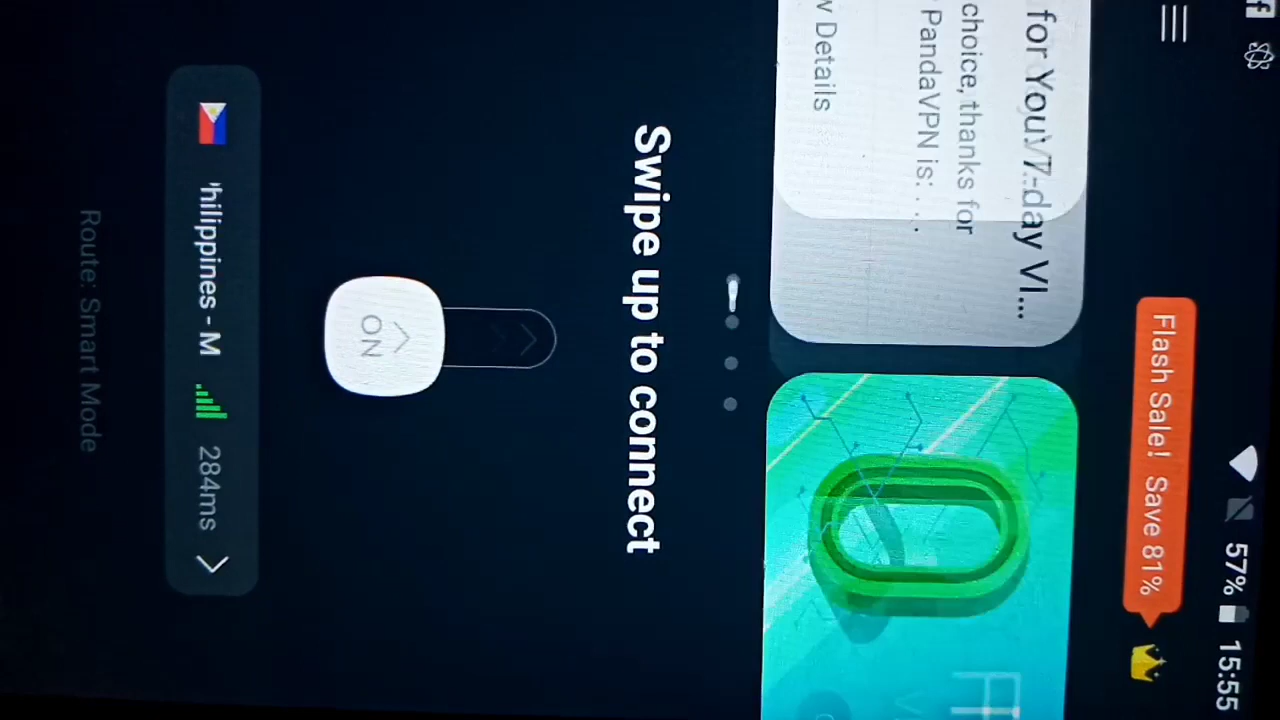 57% 15:55
Flash Sale! Save 81%
for You
7-day VI...
choice, thanks for
PandaVPN is: . . .
Details
Swipe up to connect
ON
Philippines - M 284ms
Route: Smart Mode